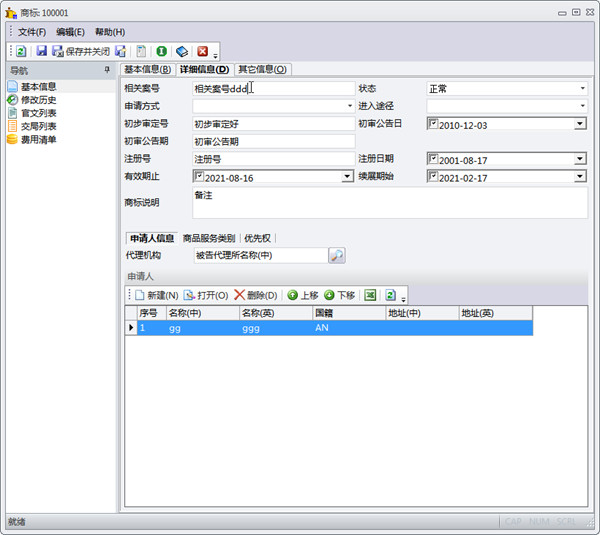 商标: 100001
文件(F) 编辑(E) 帮助(H)
保存并关闭
导航
基本信息
修改历史
官文列表
交局列表
费用清单
基本信息(B) 详细信息(D) 其它信息(O)
相关案号 相关案号ddd 状态 正常
申请方式 进入途径
初步审定号 初步审定好 初审公告日 2010-12-03
初审公告期 初审公告期
注册号 注册号 注册日期 2001-08-17
有效期止 2021-08-16 续展期始 2021-02-17
商标说明 备注
申请人信息 商品服务类别 优先权
代理机构 被告代理所名称(中)
申请人
新建(N) 打开(O) 删除(D) 上移 下移
序号 名称(中) 名称(英) 国籍 地址(中) 地址(英)
1 gg ggg AN
就绪 CAP NUM SCRL